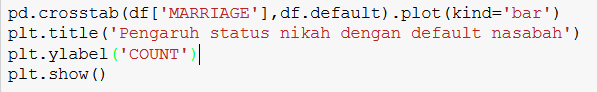 pd.crosstab(df['MARRIAGE'],df.default).plot(kind='bar')
plt.title('Pengaruh status nikah dengan default nasabah')
plt.ylabel('COUNT')
plt.show()